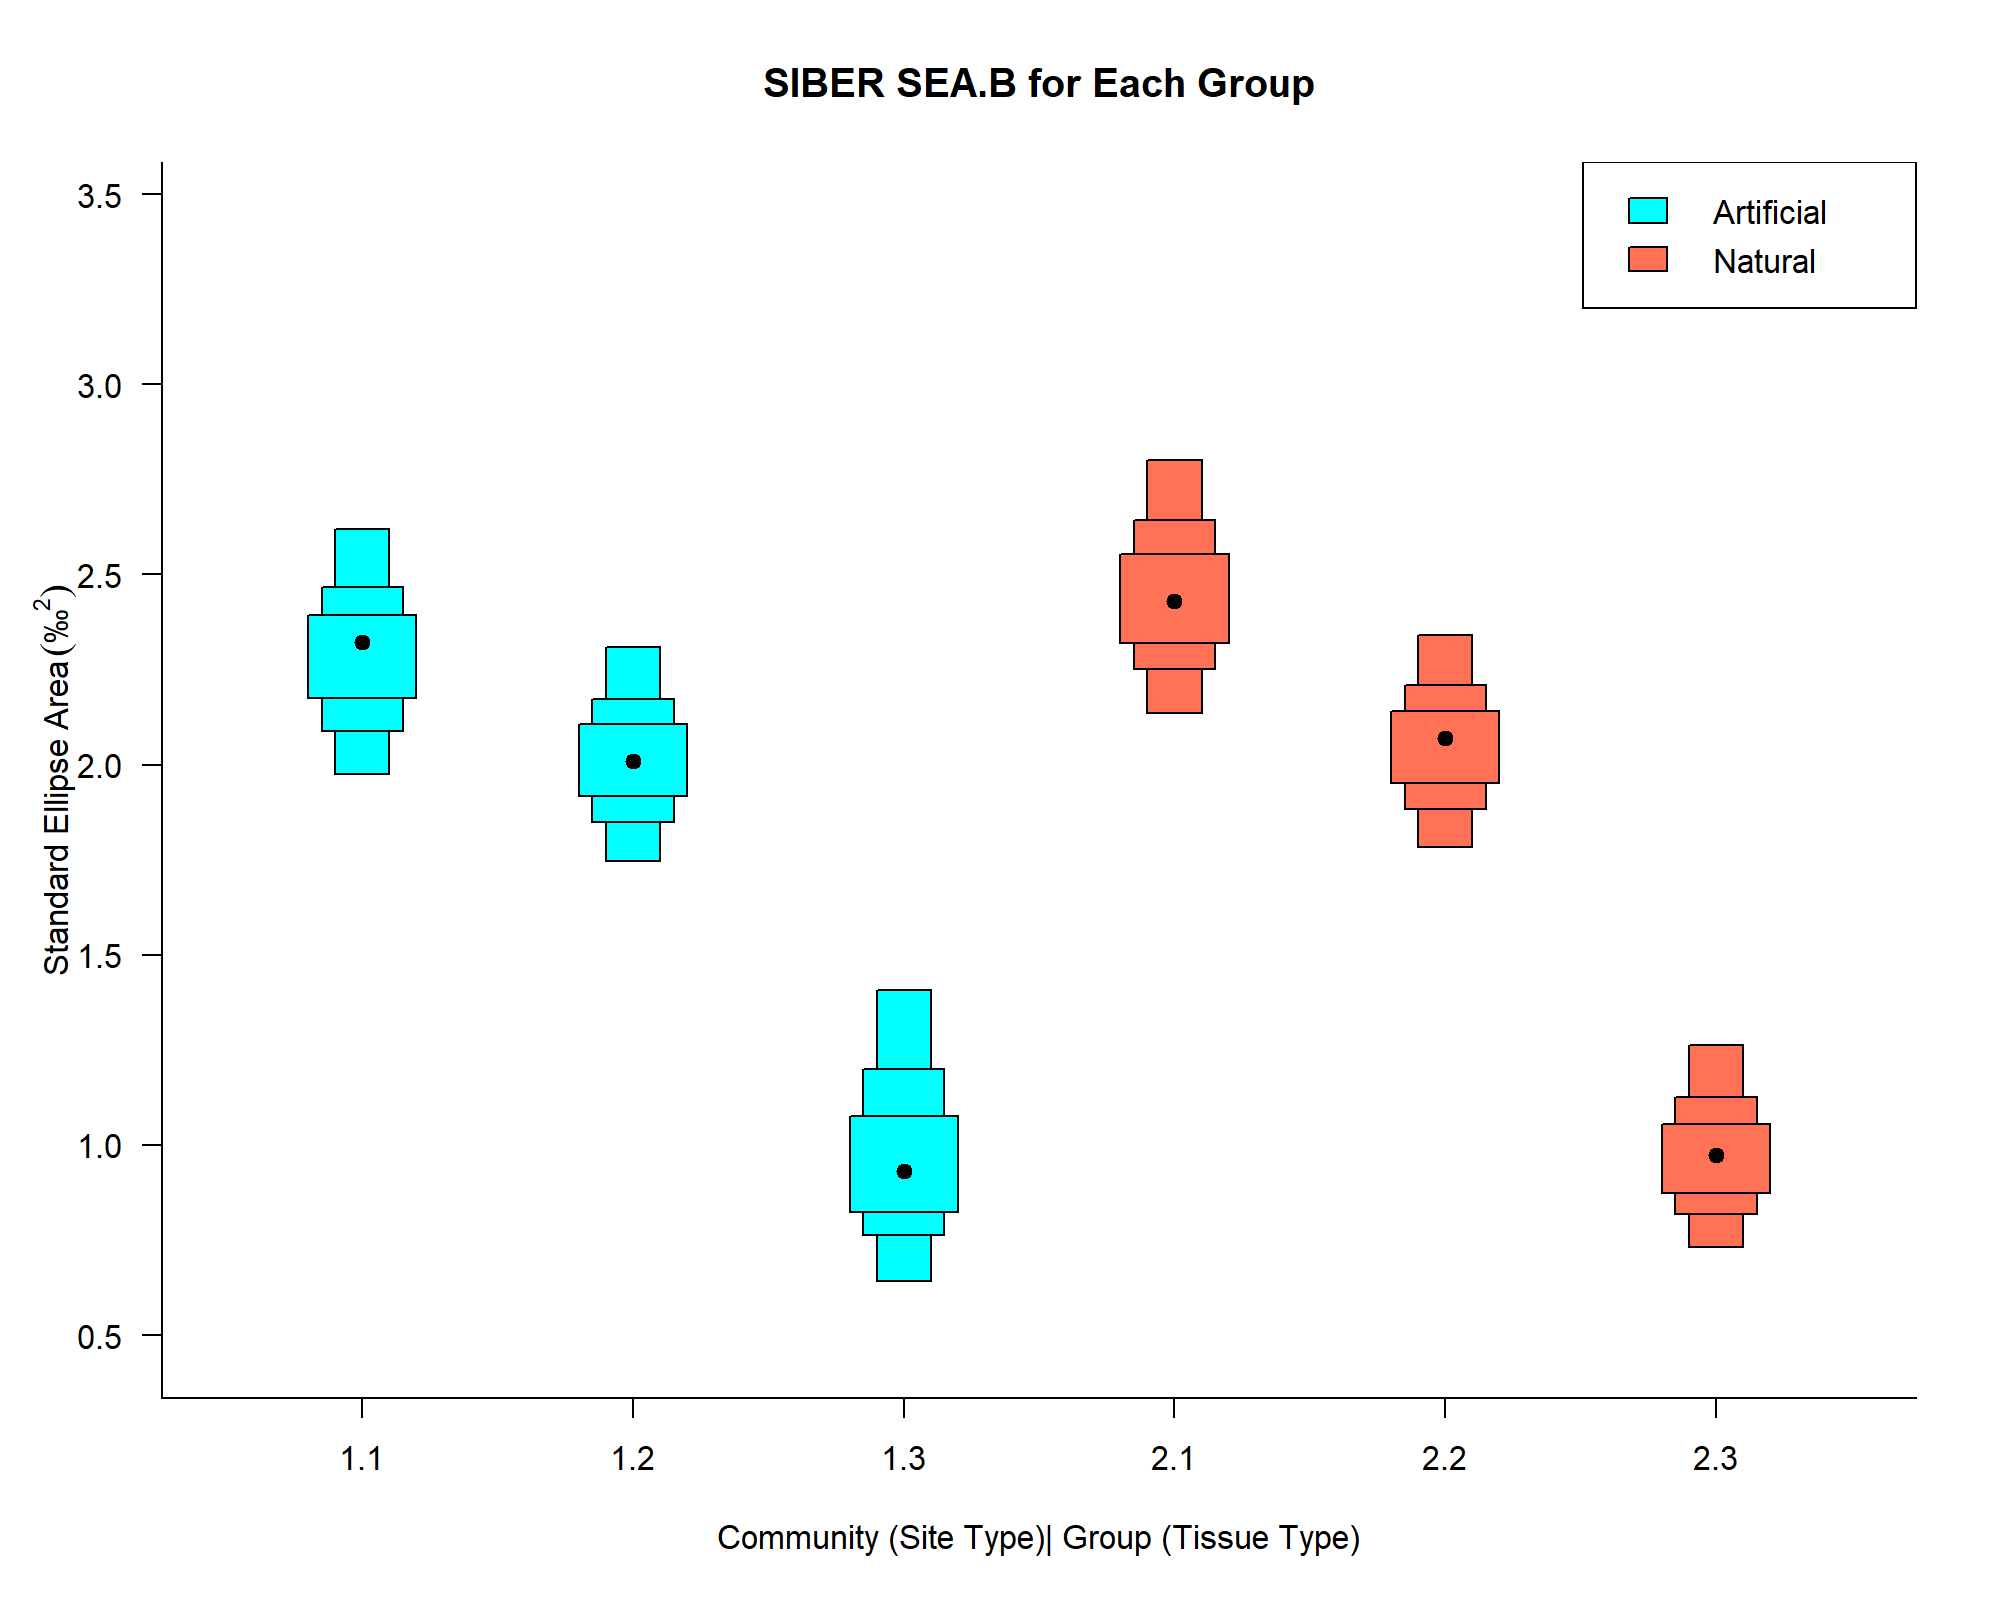 SIBER SEA.B for Each Group
Artificial
Natural
3.5
3.0
2.5
2.0
1.5
1.0
0.5
Standard Ellipse Area(‰²)
1.1 1.2 1.3 2.1 2.2 2.3
Community (Site Type)| Group (Tissue Type)